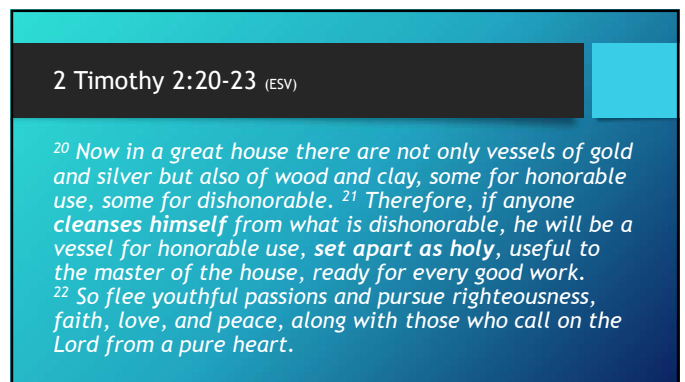 2 Timothy 2:20-23 (ESV)
20 Now in a great house there are not only vessels of gold
and silver but also of wood and clay, some for honorable
use, some for dishonorable. 21 Therefore, if anyone
cleanses himself from what is dishonorable, he will be a
vessel for honorable use, set apart as holy, useful to
the master of the house, ready for every good work.
22 So flee youthful passions and pursue righteousness,
faith, love, and peace, along with those who call on the
Lord from a pure heart.